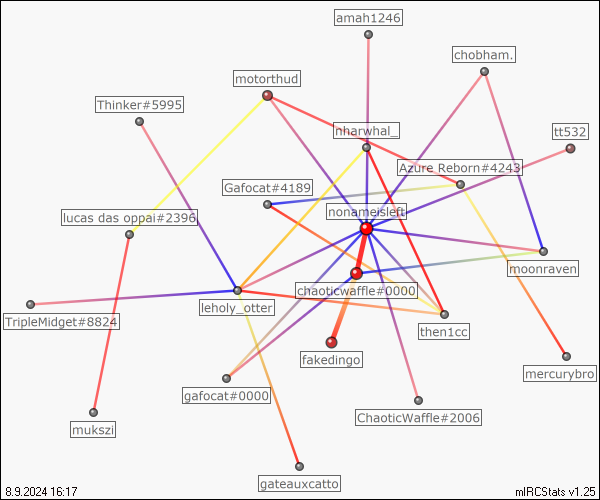 amah1246
chobham.
motorthud
Thinker#5995
nharwhal_
tt532
Azure Reborn#4243
Gafocat#4189
nonameisleft
lucas das oppai#2396
moonraven
chaoticwaffle#0000
leholy_otter
TripleMidget#8824
then1cc
fakedingo
mercurybro
gafocat#0000
ChaoticWaffle#2006
mukszi
gateauxcatto
8.9.2024 16:17
mIRCStats v1.25